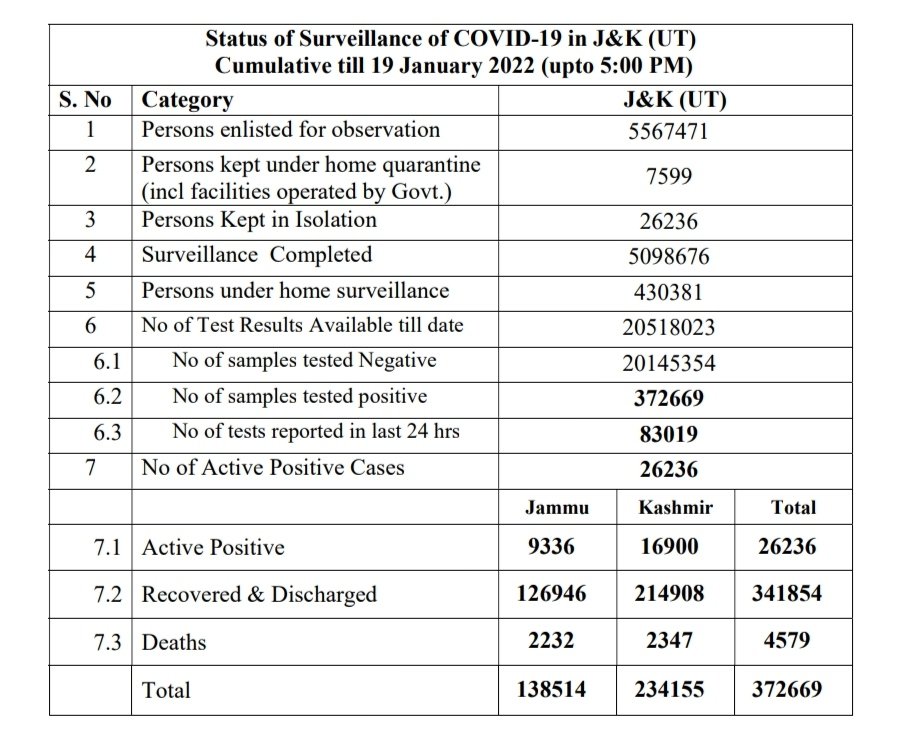 Status of Surveillance of COVID-19 in J&K (UT)
Cumulative till 19 January 2022 (upto 5:00 PM)
S. No Category J&K (UT)
1 Persons enlisted for observation 5567471
2 Persons kept under home quarantine
(incl facilities operated by Govt.) 7599
3 Persons Kept in Isolation 26236
4 Surveillance Completed 5098676
5 Persons under home surveillance 430381
6 No of Test Results Available till date 20518023
6.1 No of samples tested Negative 20145354
6.2 No of samples tested positive 372669
6.3 No of tests reported in last 24 hrs 83019
7 No of Active Positive Cases 26236
Jammu Kashmir Total
7.1 Active Positive 9336 16900 26236
7.2 Recovered & Discharged 126946 214908 341854
7.3 Deaths 2232 2347 4579
Total 138514 234155 372669